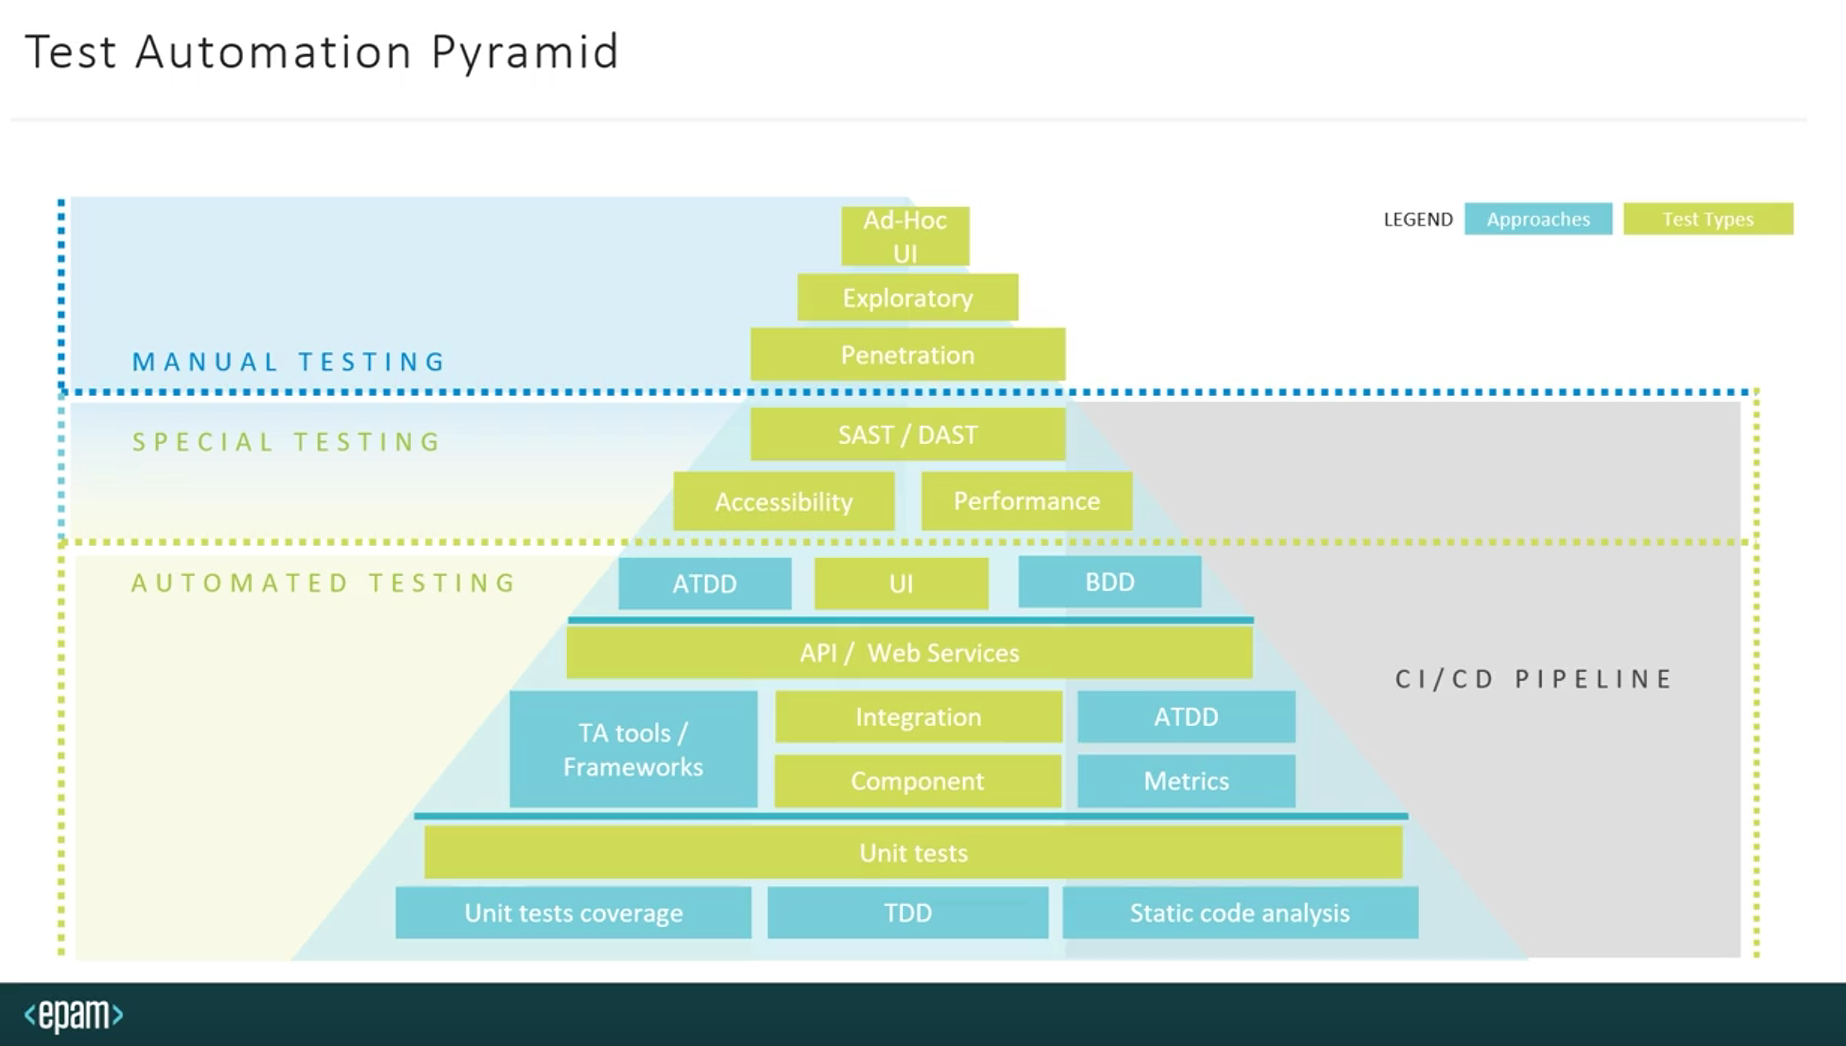 Test Automation Pyramid
LEGEND Approaches Test Types
Ad-Hoc
UI
Exploratory
Penetration
MANUAL TESTING
SPECIAL TESTING
SAST / DAST
Accessibility Performance
AUTOMATED TESTING
ATDD UI BDD
API / Web Services
CI/CD PIPELINE
TA tools /
Frameworks
Integration ATDD
Component Metrics
Unit tests
Unit tests coverage TDD Static code analysis
<epam>